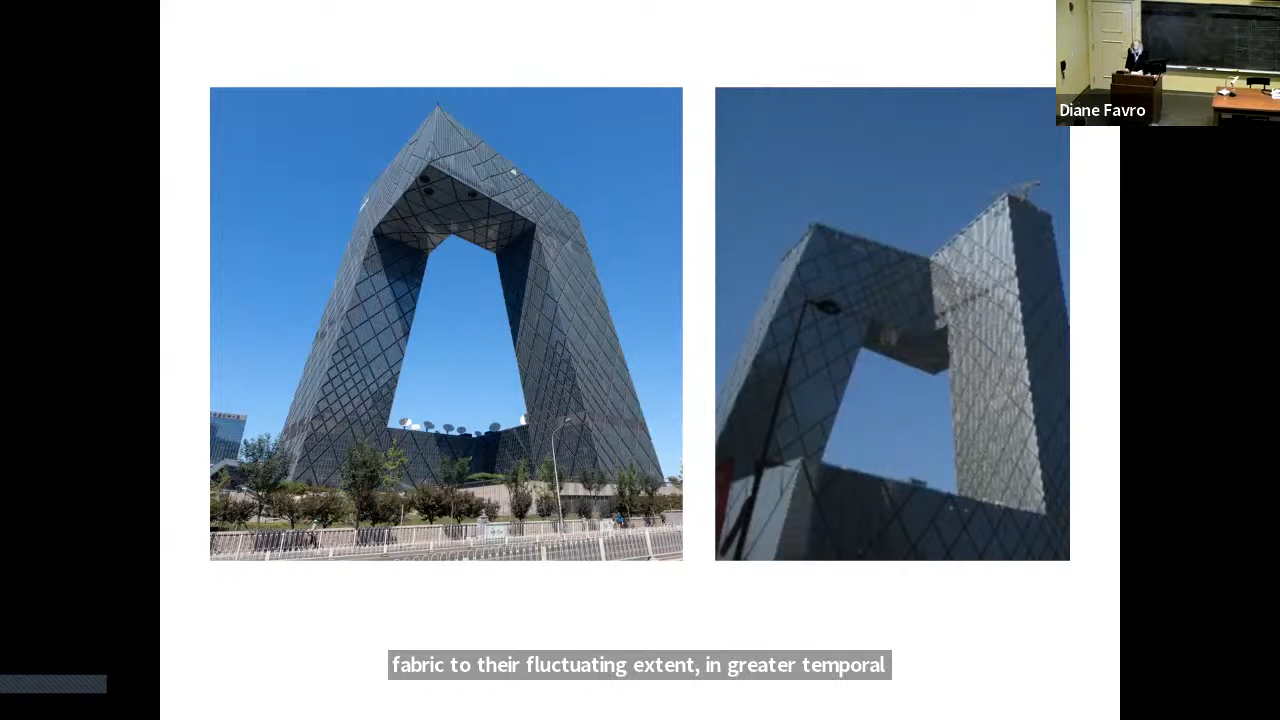 Diane Favro
fabric to their fluctuating extent, in greater temporal